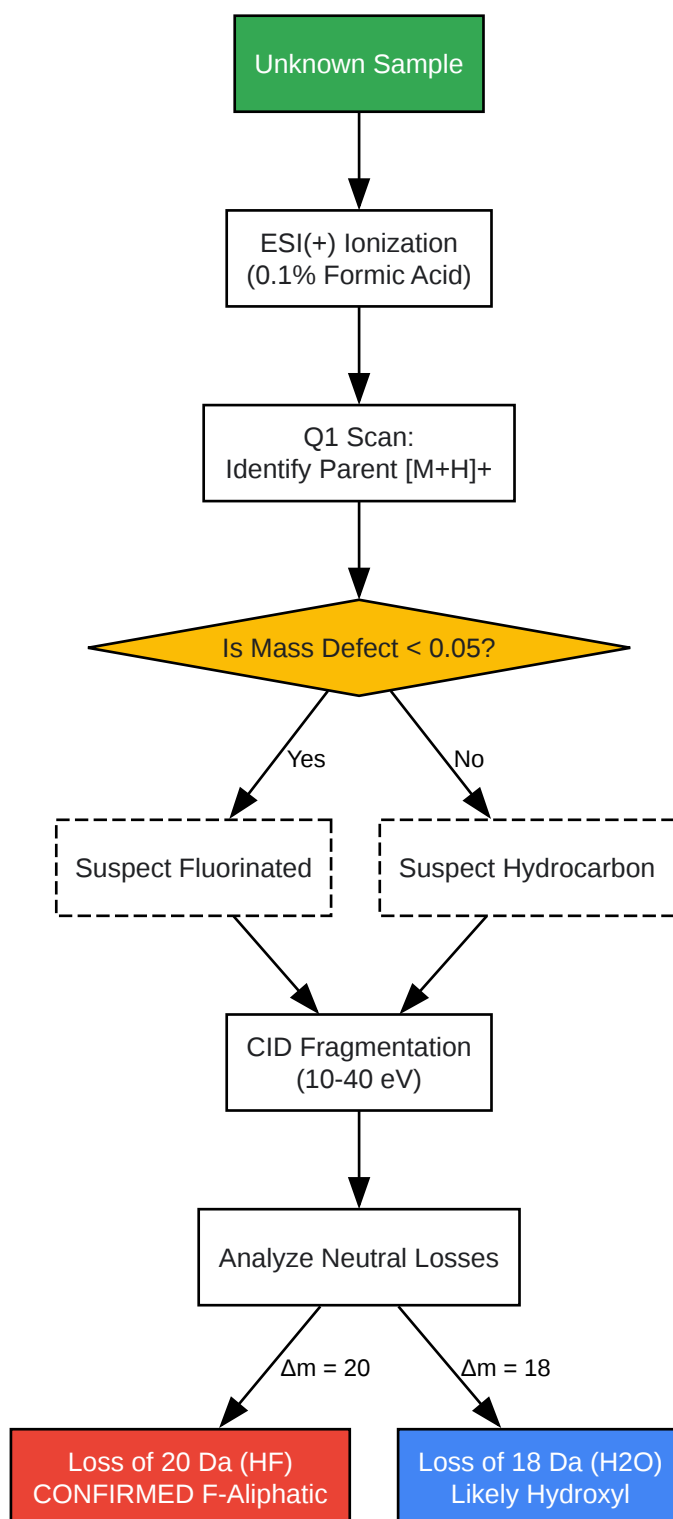 Unknown Sample
ESI(+) Ionization
(0.1% Formic Acid)
Q1 Scan:
Identify Parent [M+H]+
Is Mass Defect < 0.05?
Yes
No
Suspect Fluorinated
Suspect Hydrocarbon
CID Fragmentation
(10-40 eV)
Analyze Neutral Losses
Δm = 20
Δm = 18
Loss of 20 Da (HF)
CONFIRMED F-Aliphatic
Loss of 18 Da (H2O)
Likely Hydroxyl